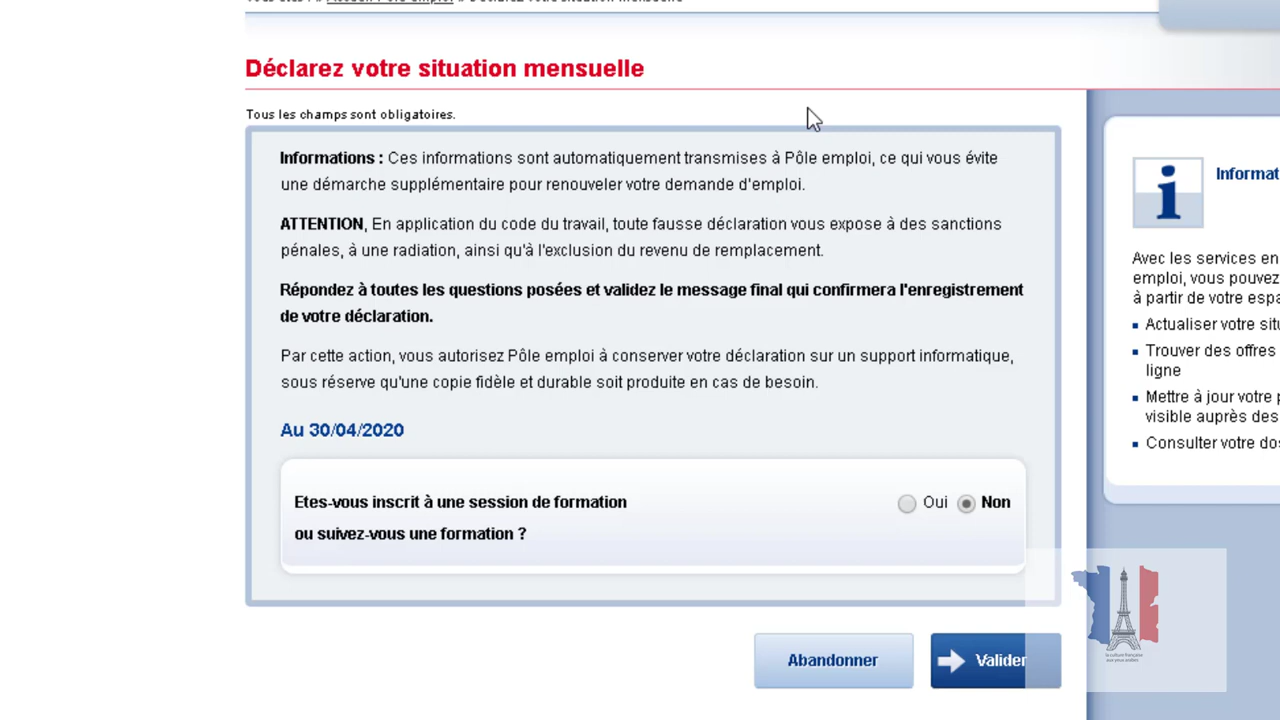 Déclarez votre situation mensuelle
Tous les champs sont obligatoires.
Informations : Ces informations sont automatiquement transmises à Pôle emploi, ce qui vous évite
une démarche supplémentaire pour renouveler votre demande d'emploi.
ATTENTION, En application du code du travail, toute fausse déclaration vous expose à des sanctions
pénales, à une radiation, ainsi qu'à l'exclusion du revenu de remplacement.
Répondez à toutes les questions posées et validez le message final qui confirmera l'enregistrement
de votre déclaration.
Par cette action, vous autorisez Pôle emploi à conserver votre déclaration sur un support informatique,
sous réserve qu'une copie fidèle et durable soit produite en cas de besoin.
Au 30/04/2020
Etes-vous inscrit à une session de formation
ou suivez-vous une formation ?
Oui Non
Abandonner
Valider
Informat
Avec les services en
emploi, vous pouvez
à partir de votre espa
Actualiser votre situ
Trouver des offres
ligne
Mettre à jour votre p
visible auprès des
Consulter votre dos
la culture française
aux yeux arabes